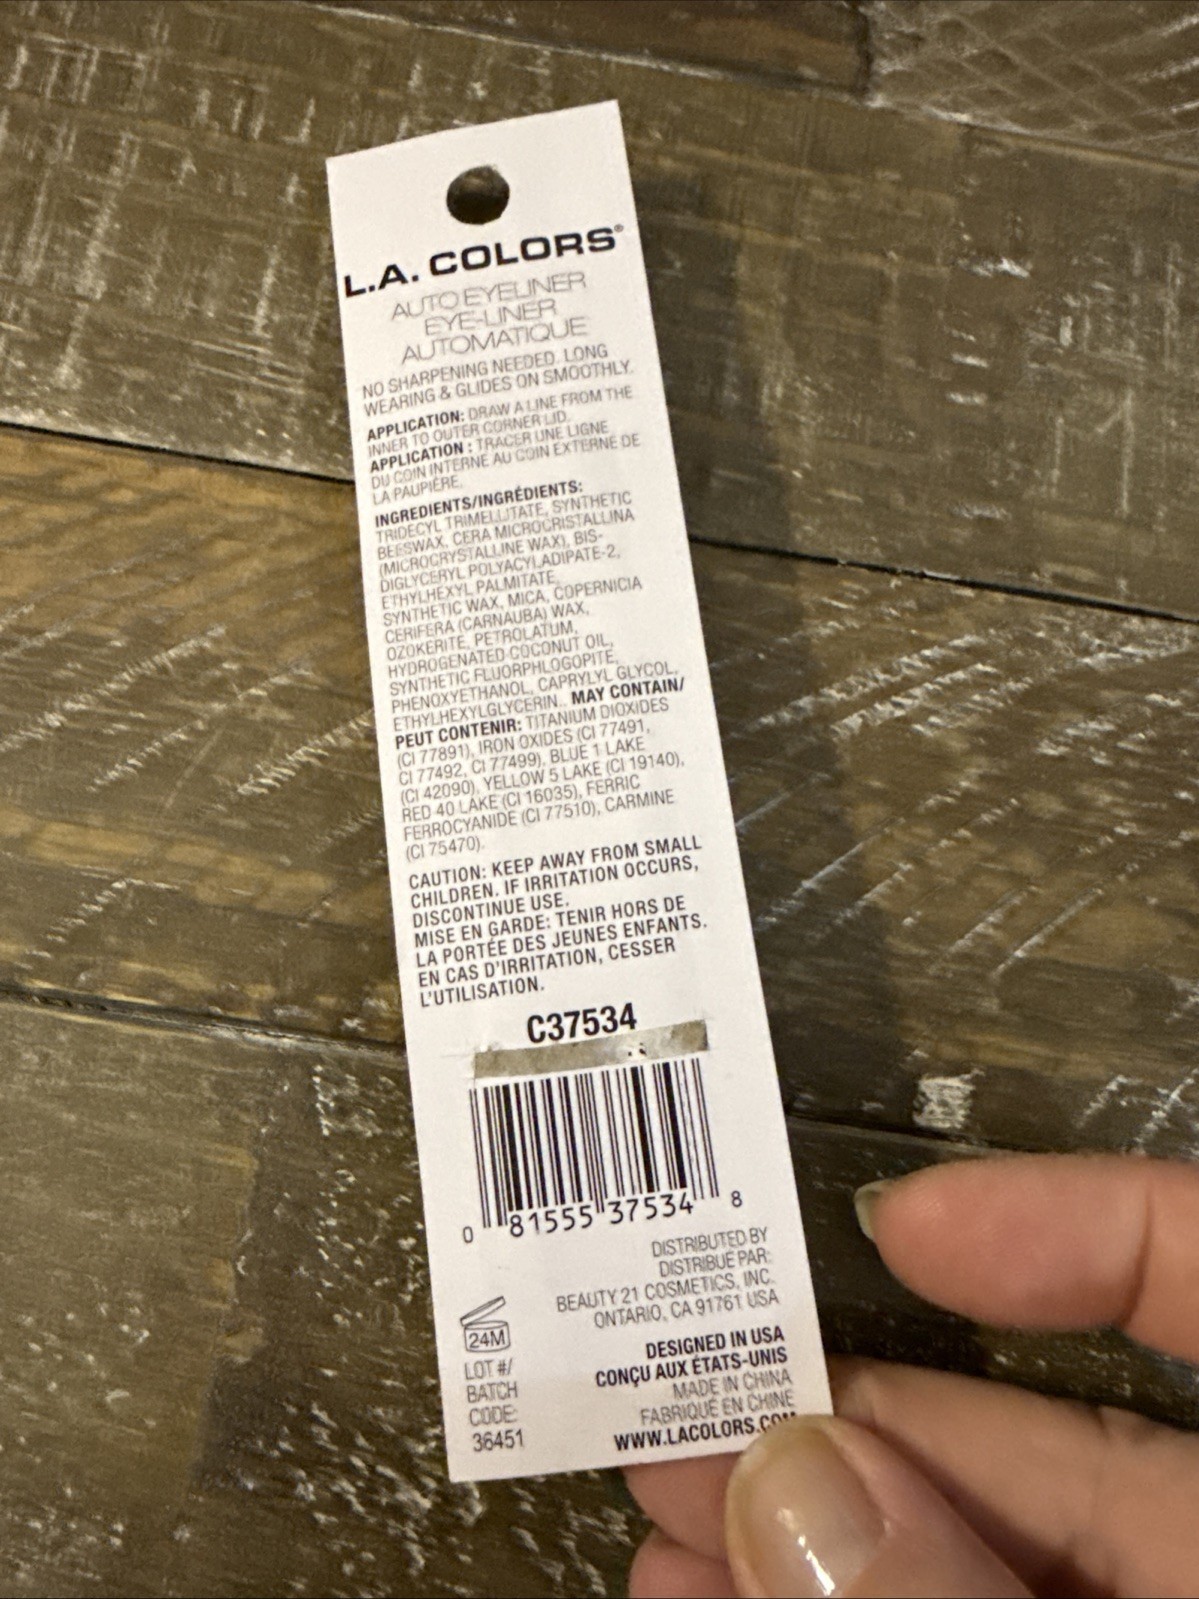 L.A. COLORS®
AUTO EYELINER
EYE-LINER
AUTOMATIQUE
NO SHARPENING NEEDED. LONG
WEARING & GLIDES ON SMOOTHLY.
APPLICATION: DRAW A LINE FROM THE
INNER TO OUTER CORNER LID.
APPLICATION : TRACER UNE LIGNE
DU COIN INTERNE AU COIN EXTERNE DE
LA PAUPIÈRE.
INGREDIENTS/INGRÉDIENTS:
TRIDECYL TRIMELLITATE, SYNTHETIC
BEESWAX, CERA MICROCRISTALLINA
(MICROCRYSTALLINE WAX), BIS-
DIGLYCERYL POLYACYLADIPATE-2,
ETHYLHEXYL PALMITATE,
SYNTHETIC WAX, MICA, COPERNICIA
CERIFERA (CARNAUBA) WAX,
OZOKERITE, PETROLATUM,
HYDROGENATED COCONUT OIL,
SYNTHETIC FLUORPHLOGOPITE,
PHENOXYETHANOL, CAPRYLYL GLYCOL,
ETHYLHEXYLGLYCERIN. MAY CONTAIN/
PEUT CONTENIR: TITANIUM DIOXIDES
(CI 77891), IRON OXIDES (CI 77491,
CI 77492, CI 77499), BLUE 1 LAKE
(CI 42090), YELLOW 5 LAKE (CI 19140),
RED 40 LAKE (CI 16035), FERRIC
FERROCYANIDE (CI 77510), CARMINE
(CI 75470).
CAUTION: KEEP AWAY FROM SMALL
CHILDREN. IF IRRITATION OCCURS,
DISCONTINUE USE.
MISE EN GARDE: TENIR HORS DE
LA PORTÉE DES JEUNES ENFANTS.
EN CAS D'IRRITATION, CESSER
L'UTILISATION.
C37534
0 81555 37534 8
DISTRIBUTED BY
DISTRIBUÉ PAR:
BEAUTY 21 COSMETICS, INC.
ONTARIO, CA 91761 USA
24M
LOT #/
BATCH
CODE:
36451
DESIGNED IN USA
CONÇU AUX ÉTATS-UNIS
MADE IN CHINA
FABRIQUÉ EN CHINE
WWW.LACOLORS.COM